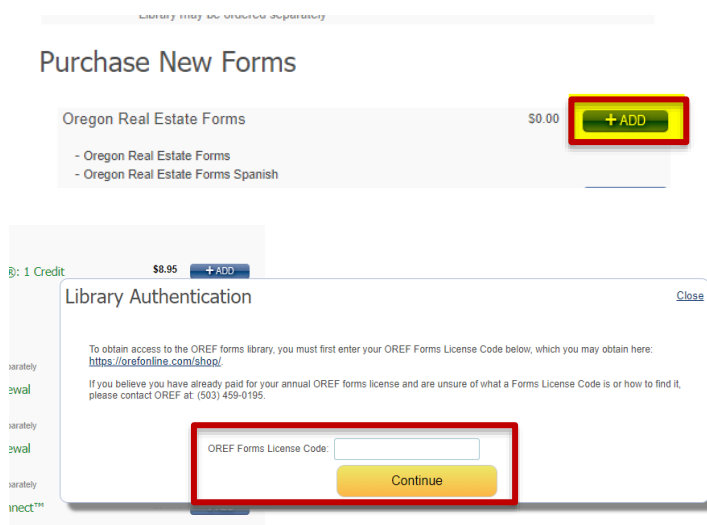 Library may be ordered separately
Purchase New Forms
Oregon Real Estate Forms $0.00 +ADD
- Oregon Real Estate Forms
- Oregon Real Estate Forms Spanish
®: 1 Credit $8.95 +ADD
Library Authentication Close
To obtain access to the OREF forms library, you must first enter your OREF Forms License Code below, which you may obtain here:
https://orefonline.com/shop/.
If you believe you have already paid for your annual OREF forms license and are unsure of what a Forms License Code is or how to find it,
please contact OREF at: (503) 459-0195.
parately
ewal
parately
ewal
OREF Forms License Code:
Continue
parately
nnect™